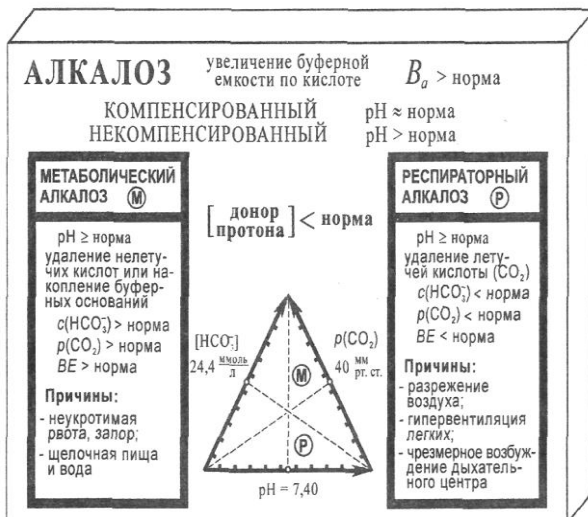 АЛКАЛОЗ
увеличение буферной
емкости по кислоте
Bₐ > норма
КОМПЕНСИРОВАННЫЙ pH ≈ норма
НЕКОМПЕНСИРОВАННЫЙ pH > норма
МЕТАБОЛИЧЕСКИЙ
АЛКАЛОЗ Ⓜ
pH ≥ норма
удаление нелету-
чих кислот или на-
копление буфер-
ных оснований
c(HCO₃⁻) > норма
p(CO₂) > норма
BE > норма
Причины:
- неукротимая
рвота, запор;
- щелочная пища
и вода
[донор
протона] < норма
[HCO₃⁻]
24,4 ммоль/л
p(CO₂)
40 мм рт. ст.
Ⓜ
Ⓟ
pH = 7,40
РЕСПИРАТОРНЫЙ
АЛКАЛОЗ Ⓟ
pH ≥ норма
удаление лету-
чей кислоты (CO₂)
c(HCO₃⁻) < норма
p(CO₂) < норма
BE < норма
Причины:
- разрежение
воздуха;
- гипервентиляция
легких;
- чрезмерное возбуж-
дение дыхатель-
ного центра